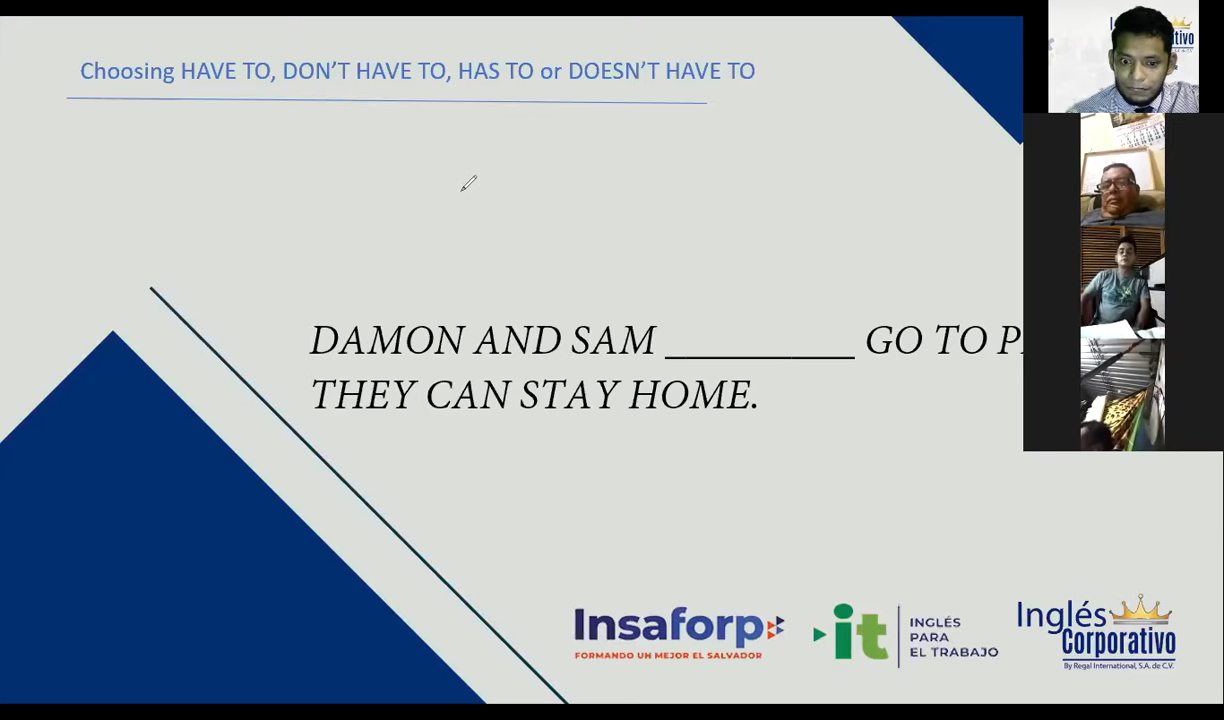 Choosing HAVE TO, DON'T HAVE TO, HAS TO or DOESN'T HAVE TO
DAMON AND SAM _________ GO TO
THEY CAN STAY HOME.
Insaforp
FORMANDO UN MEJOR EL SALVADOR
it
INGLÉS
PARA
EL TRABAJO
Inglés
Corporativo
By Regal International, S.A. de C.V.